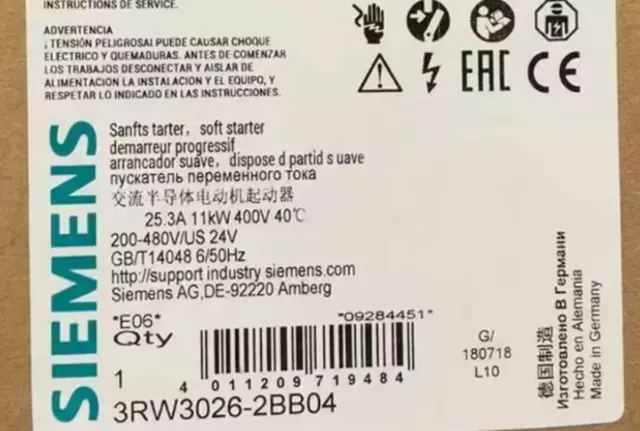 INSTRUCTIONS OF SERVICE.
ADVERTENCIA
¡ TENSIÓN PELIGROSA! PUEDE CAUSAR CHOQUE
ELECTRICO Y QUEMADURAS. ANTES DE COMENZAR
LOS TRABAJOS DESCONECTAR Y AISLAR DE
ALIMENTACION LA INSTALACION Y EL EQUIPO, Y
RESPETAR LO INDICADO EN LAS INSTRUCCIONES.
EAC CE
SIEMENS
Sanfts tarter, soft starter
demarreur progressif
arrancador suave, dispose d partid s uave
пускатель переменного тока
交流半导体电动机起动器
25.3A 11kW 400V 40℃
200-480V/US 24V
GB/T14048 6/50Hz
http://support industry siemens.com
Siemens AG,DE-92220 Amberg
*E06*
*09284451*
Qty
1
4 011209 719484
G/
180718
L10
3RW3026-2BB04
德国制造
Изготовлено В Германи
Hecho en Alemania
Made in Germany